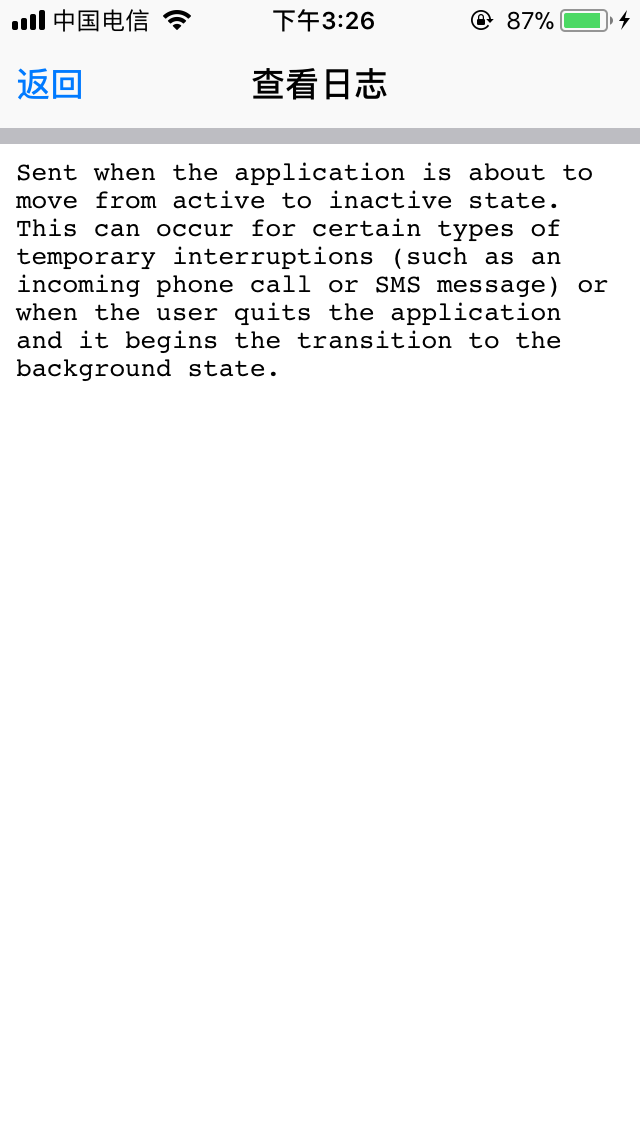 中国电信 下午3:26 87%
返回 查看日志
Sent when the application is about to
move from active to inactive state.
This can occur for certain types of
temporary interruptions (such as an
incoming phone call or SMS message) or
when the user quits the application
and it begins the transition to the
background state.